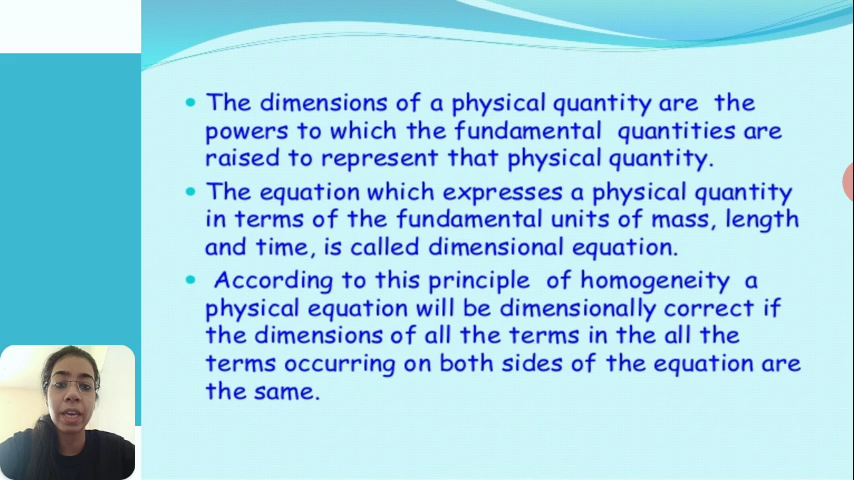 The dimensions of a physical quantity are the
powers to which the fundamental quantities are
raised to represent that physical quantity.
The equation which expresses a physical quantity
in terms of the fundamental units of mass, length
and time, is called dimensional equation.
According to this principle of homogeneity a
physical equation will be dimensionally correct if
the dimensions of all the terms in the all the
terms occurring on both sides of the equation are
the same.